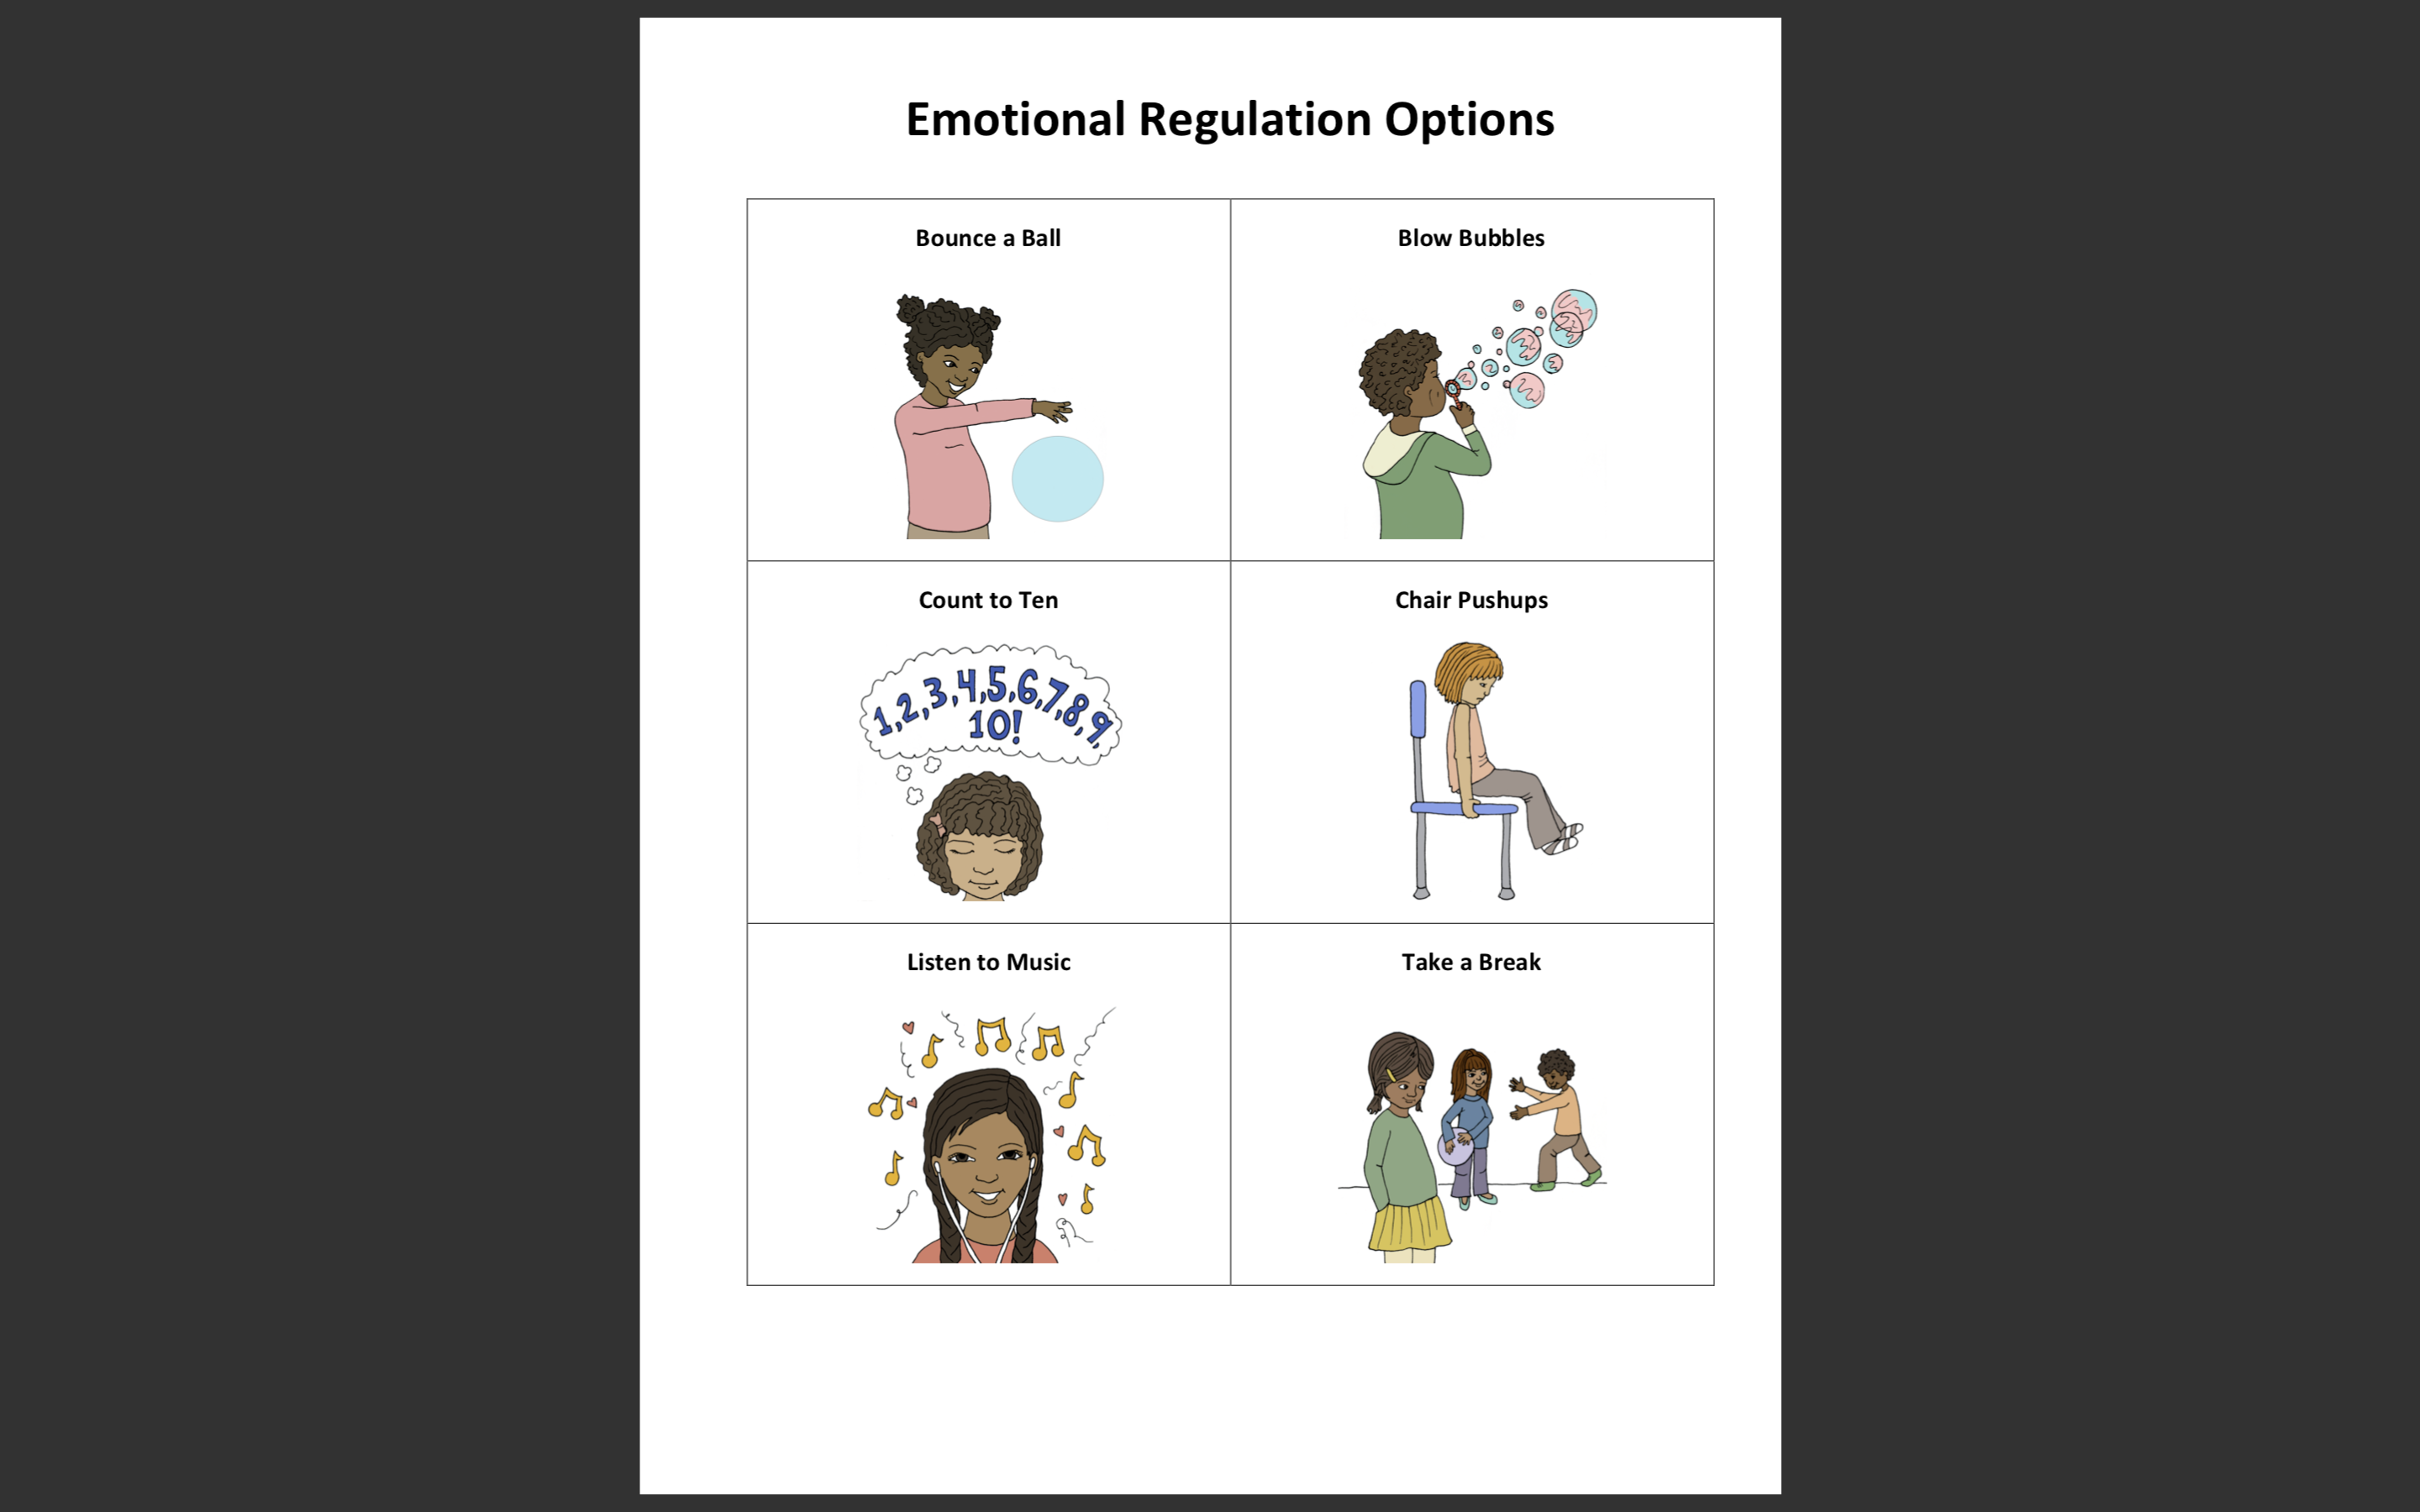 Emotional Regulation Options
Bounce a Ball
Blow Bubbles
Count to Ten
1,2,3,4,5,6,7,8,9,
10!
Chair Pushups
Listen to Music
Take a Break